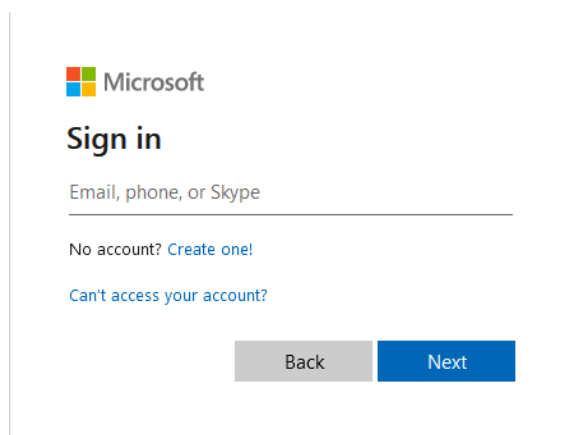 Microsoft
Sign in
Email, phone, or Skype
No account? Create one!
Can't access your account?
Back Next